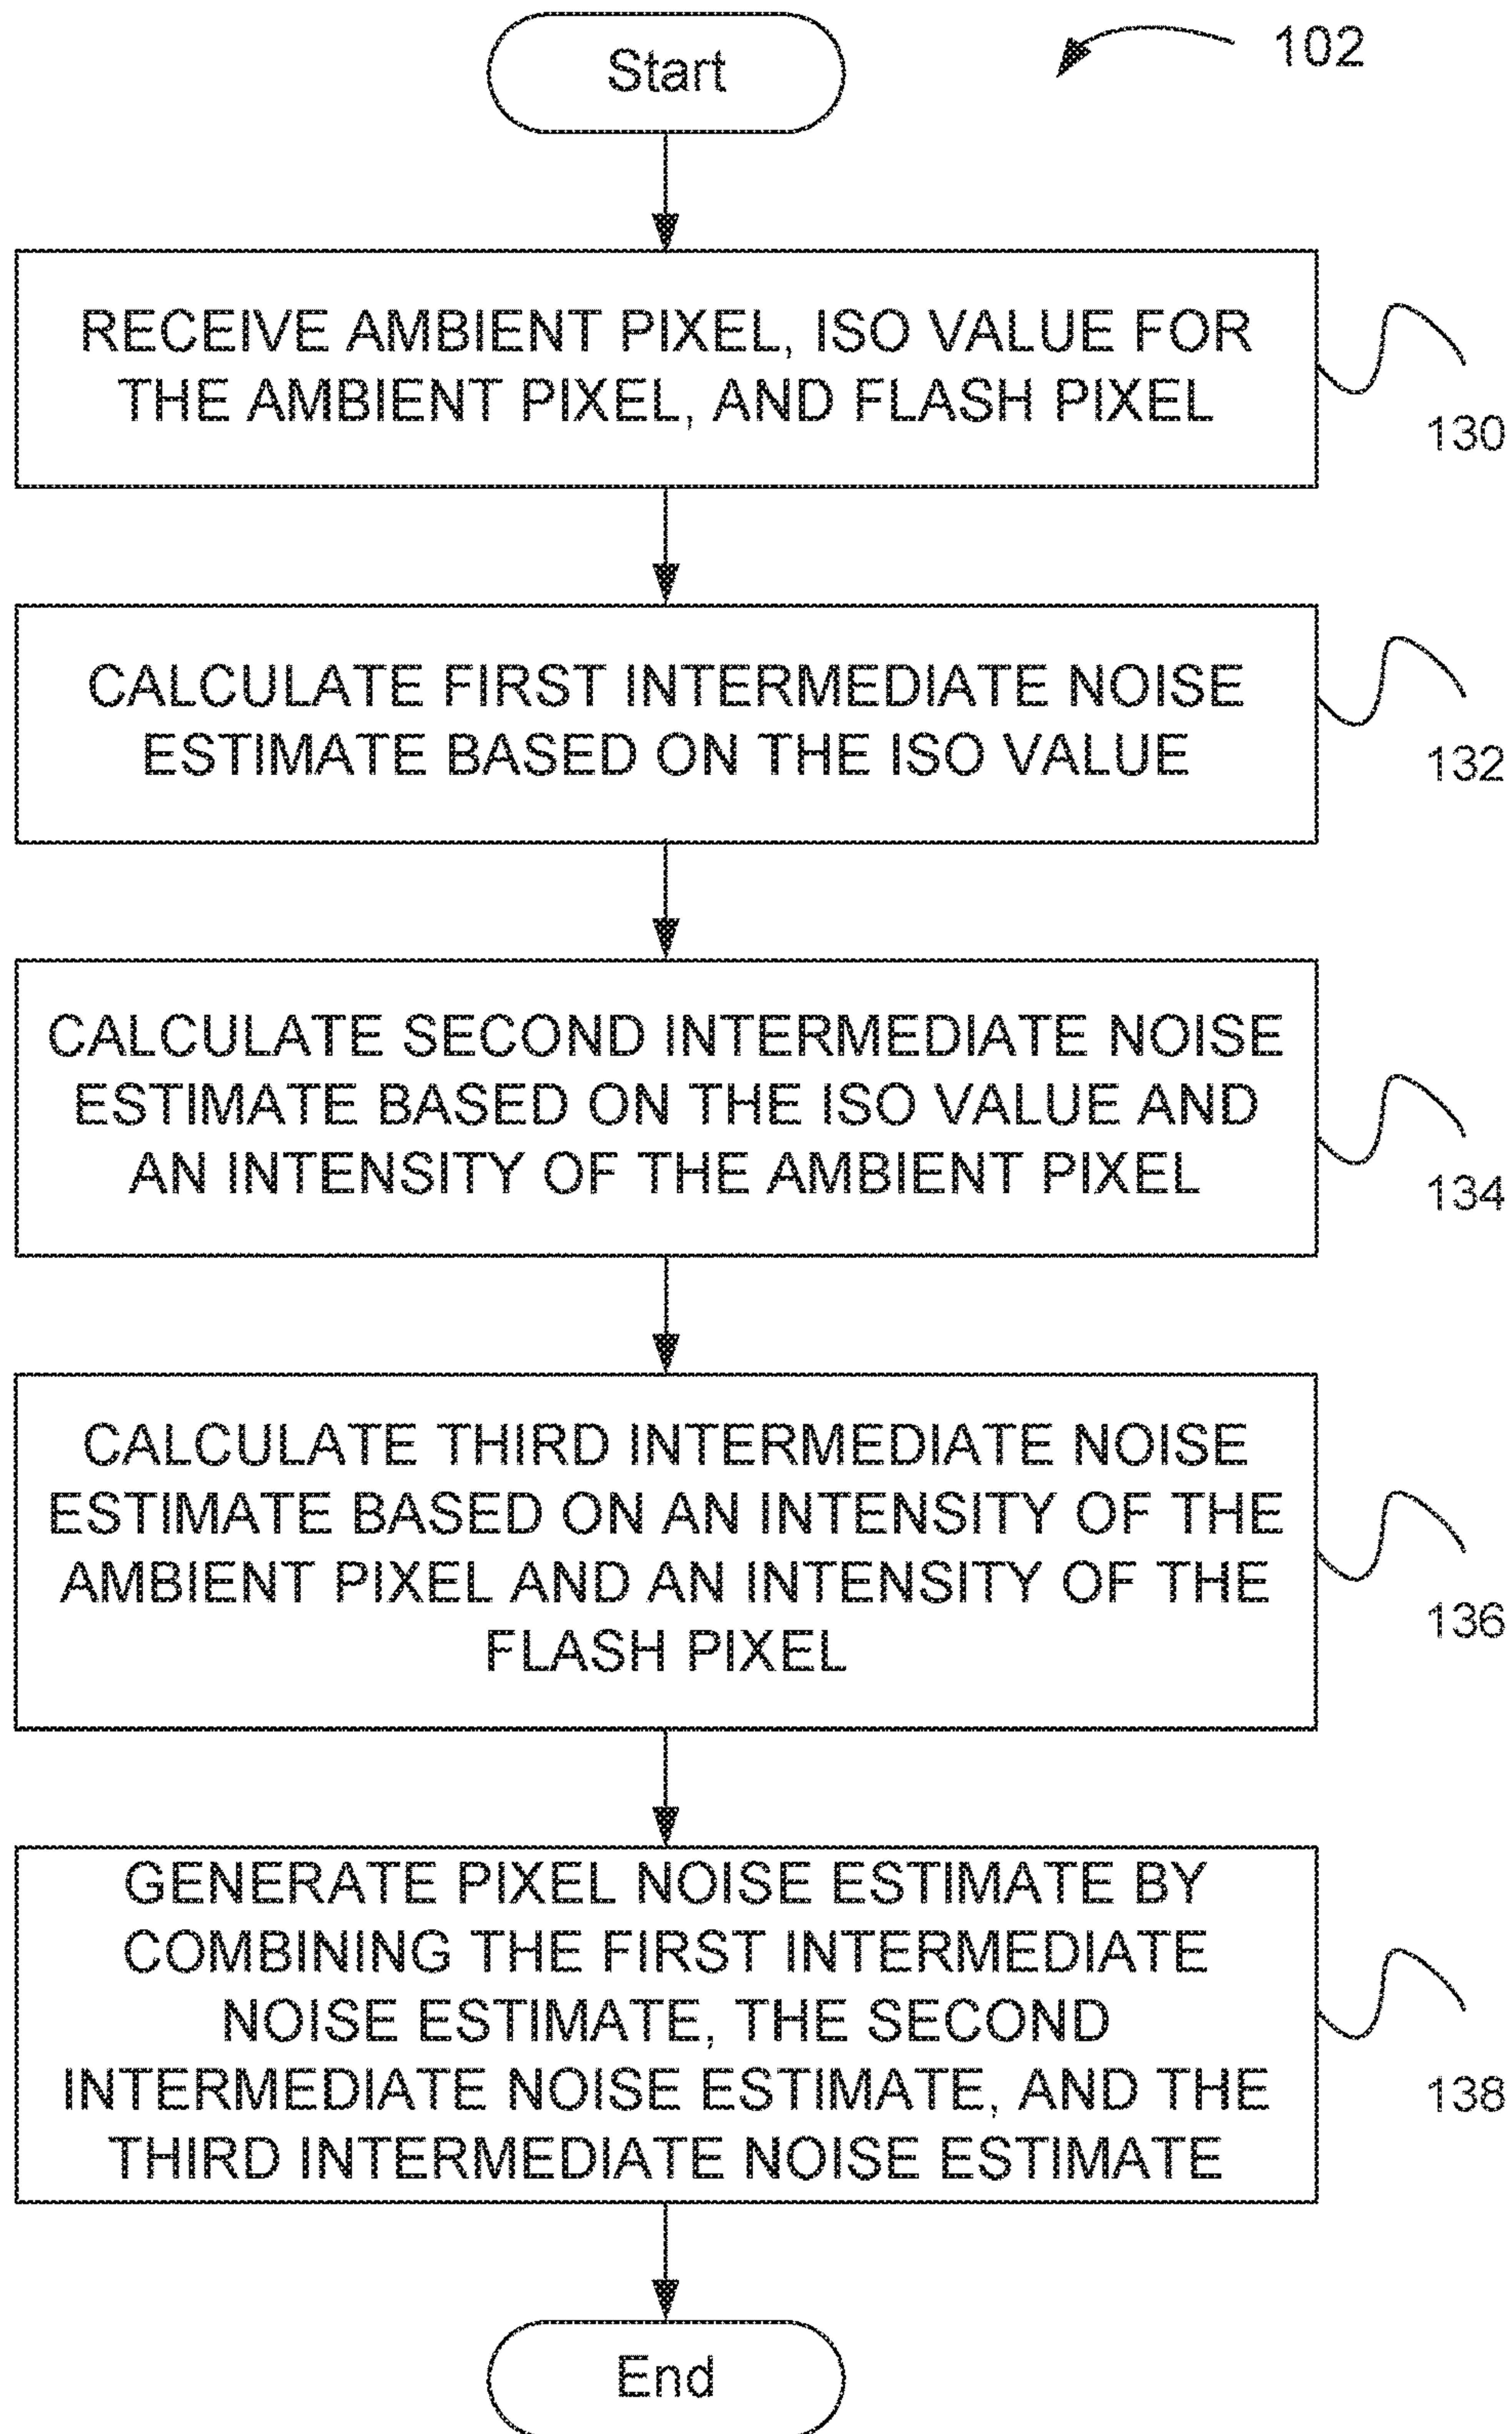 Start
102
RECEIVE AMBIENT PIXEL, ISO VALUE FOR
THE AMBIENT PIXEL, AND FLASH PIXEL
130
CALCULATE FIRST INTERMEDIATE NOISE
ESTIMATE BASED ON THE ISO VALUE
132
CALCULATE SECOND INTERMEDIATE NOISE
ESTIMATE BASED ON THE ISO VALUE AND
AN INTENSITY OF THE AMBIENT PIXEL
134
CALCULATE THIRD INTERMEDIATE NOISE
ESTIMATE BASED ON AN INTENSITY OF THE
AMBIENT PIXEL AND AN INTENSITY OF THE
FLASH PIXEL
136
GENERATE PIXEL NOISE ESTIMATE BY
COMBINING THE FIRST INTERMEDIATE
NOISE ESTIMATE, THE SECOND
INTERMEDIATE NOISE ESTIMATE, AND THE
THIRD INTERMEDIATE NOISE ESTIMATE
138
End